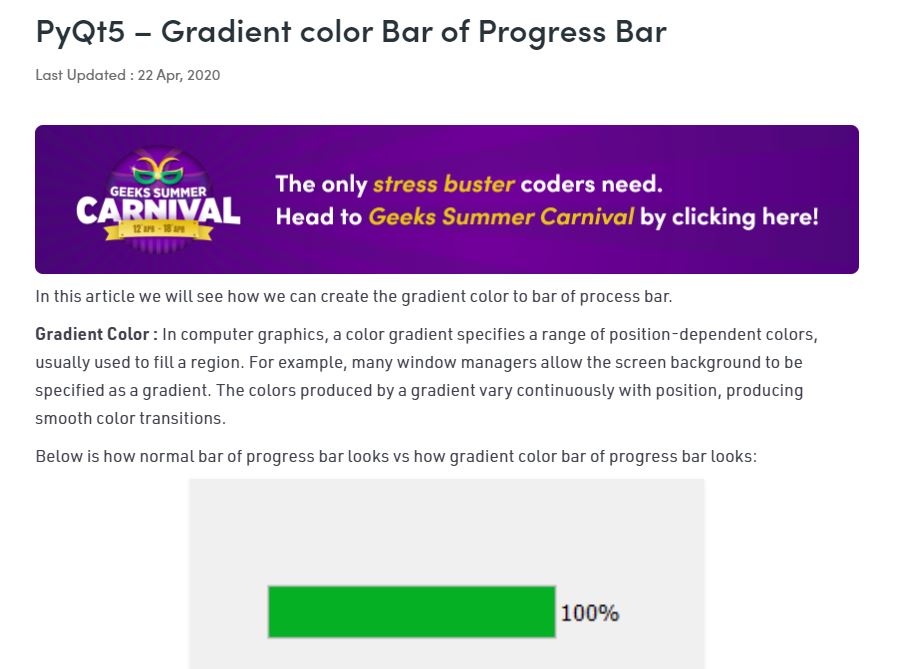 PyQt5 – Gradient color Bar of Progress Bar
Last Updated : 22 Apr, 2020
GEEKS SUMMER
CARNIVAL
12 APR - 18 APR
The only stress buster coders need.
Head to Geeks Summer Carnival by clicking here!
In this article we will see how we can create the gradient color to bar of process bar.
Gradient Color : In computer graphics, a color gradient specifies a range of position-dependent colors,
usually used to fill a region. For example, many window managers allow the screen background to be
specified as a gradient. The colors produced by a gradient vary continuously with position, producing
smooth color transitions.
Below is how normal bar of progress bar looks vs how gradient color bar of progress bar looks:
100%